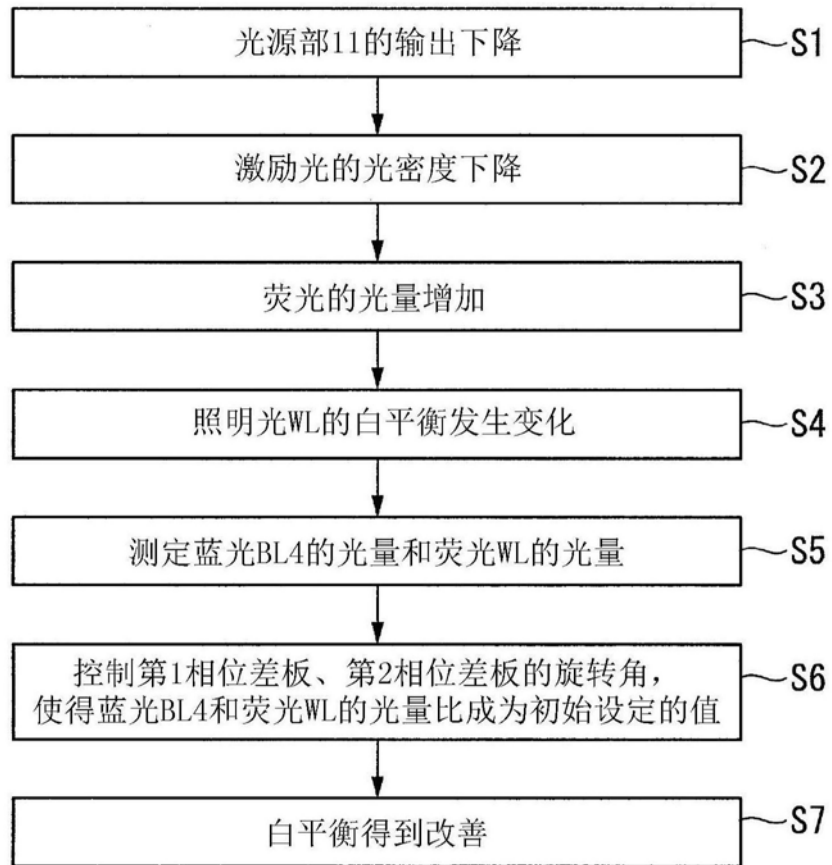 光源部11的输出下降
S1
激励光的光密度下降
S2
荧光的光量增加
S3
照明光WL的白平衡发生变化
S4
测定蓝光BL4的光量和荧光WL的光量
S5
控制第1相位差板、第2相位差板的旋转角，
使得蓝光BL4和荧光WL的光量比成为初始设定的值
S6
白平衡得到改善
S7